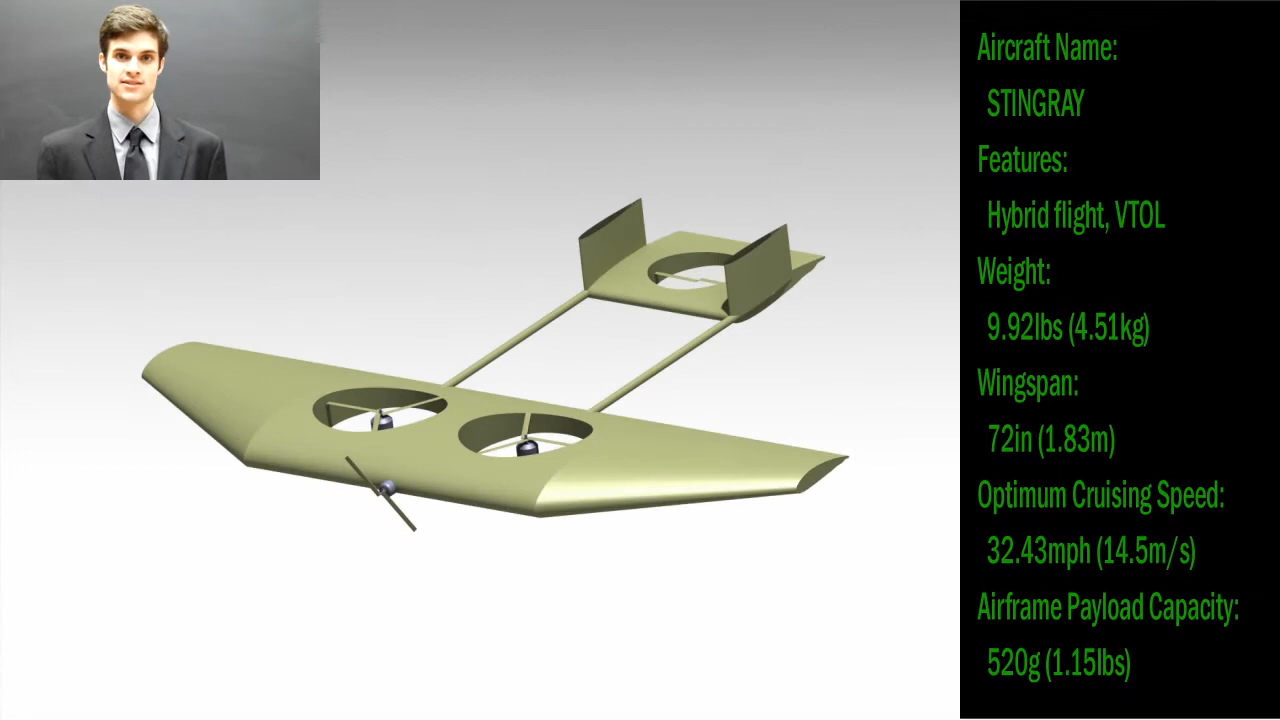 Aircraft Name:
STINGRAY
Features:
Hybrid flight, VTOL
Weight:
9.92lbs (4.51kg)
Wingspan:
72in (1.83m)
Optimum Cruising Speed:
32.43mph (14.5m/s)
Airframe Payload Capacity:
520g (1.15lbs)